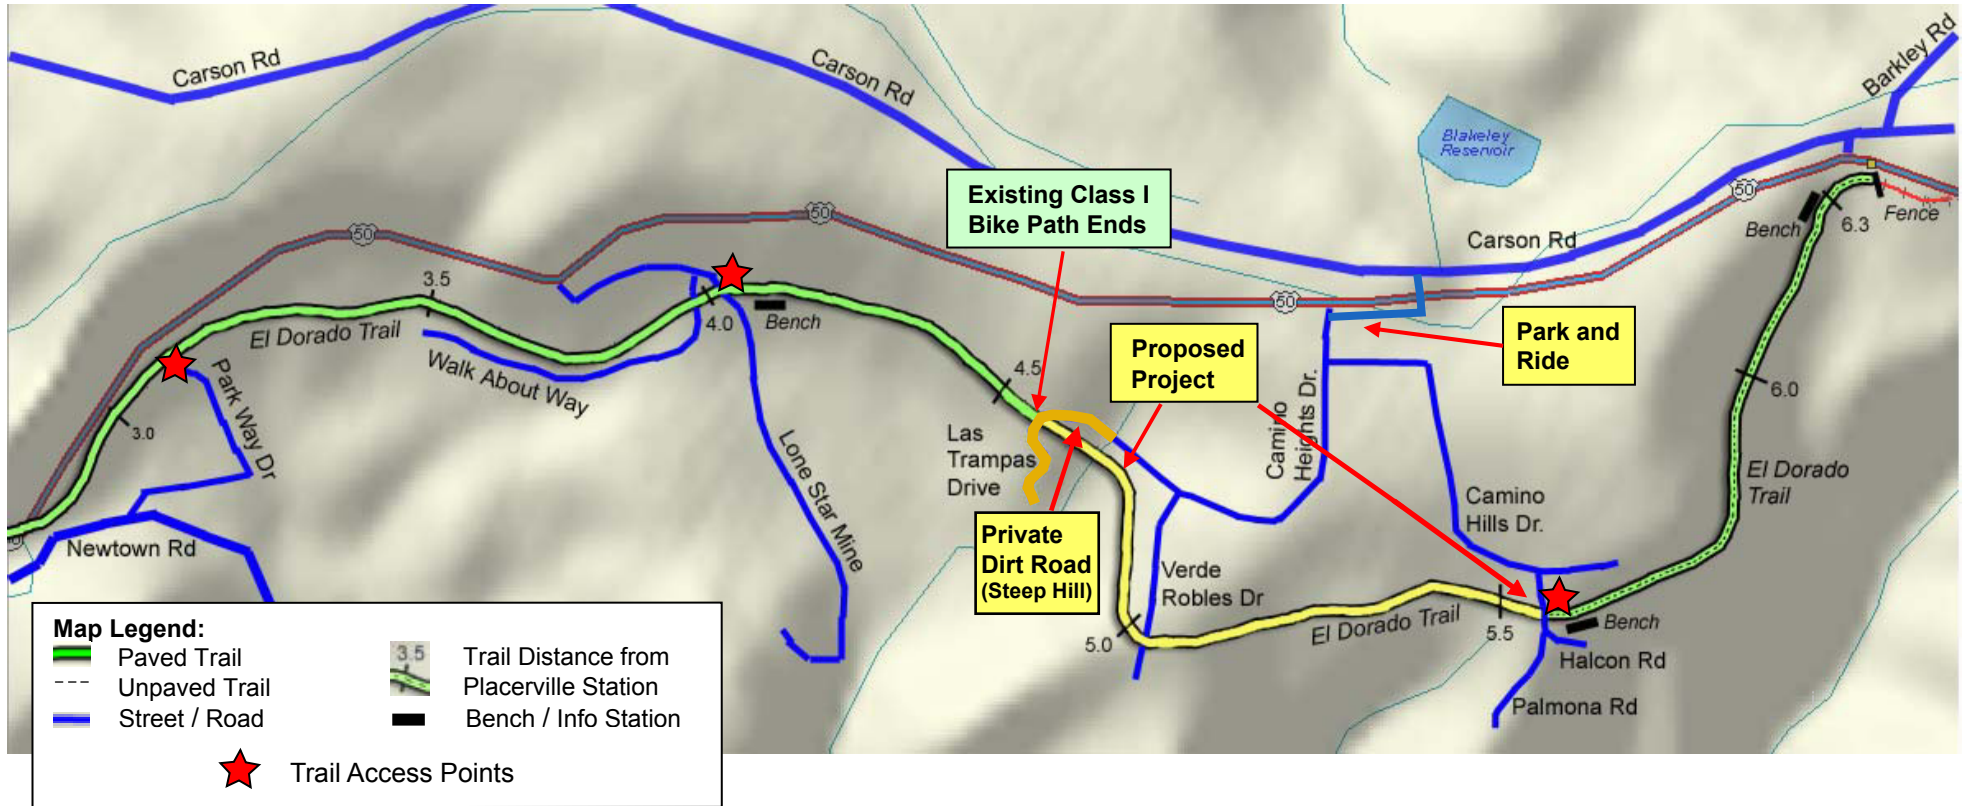 Carson Rd
Carson Rd
Barkley Rd
Blakeley
Reservoir
Existing Class I
Bike Path Ends
50
50
50
50
Carson Rd
Bench
6.3
Fence
3.5
4.0
Bench
El Dorado Trail
Walk About Way
Park Way Dr
3.0
4.5
Proposed
Project
Park and
Ride
Camino
Heights Dr.
6.0
Las
Trampas
Drive
Lone Star Mine
El Dorado
Trail
Camino
Hills Dr.
Newtown Rd
Private
Dirt Road
(Steep Hill)
Verde
Robles Dr
5.0
El Dorado Trail
5.5
Bench
Halcon Rd
Palmona Rd
Map Legend:
Paved Trail
Unpaved Trail
Street / Road
3.5
Trail Distance from
Placerville Station
Bench / Info Station
Trail Access Points